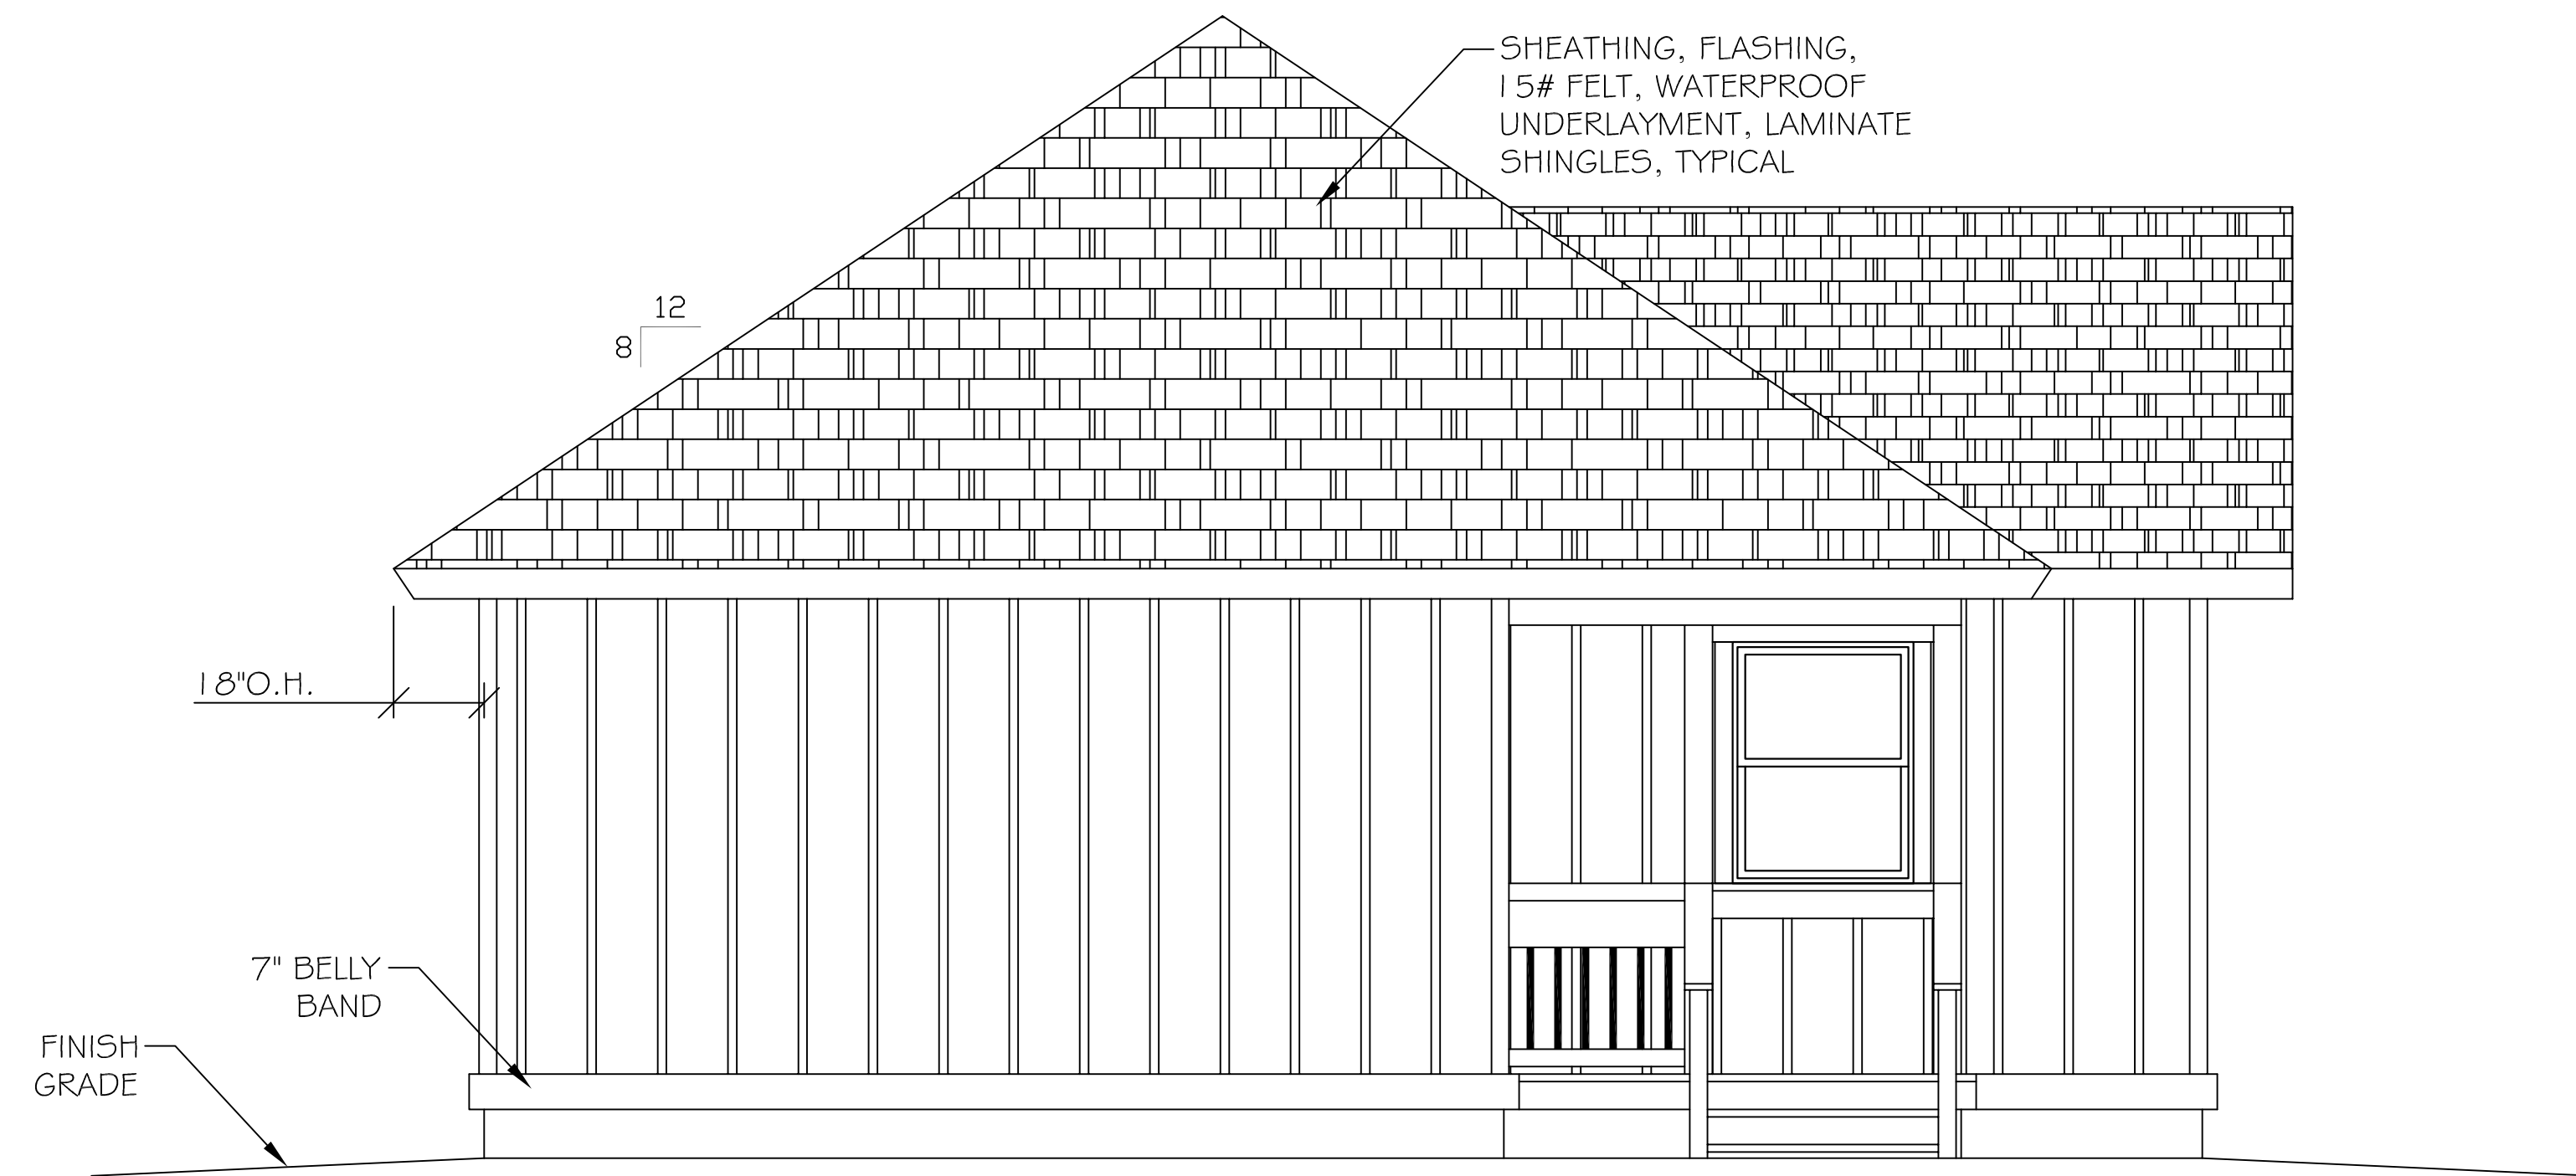 SHEATHING, FLASHING,
15# FELT, WATERPROOF
UNDERLAYMENT, LAMINATE
SHINGLES, TYPICAL
12
8
18"O.H.
7" BELLY
BAND
FINISH
GRADE